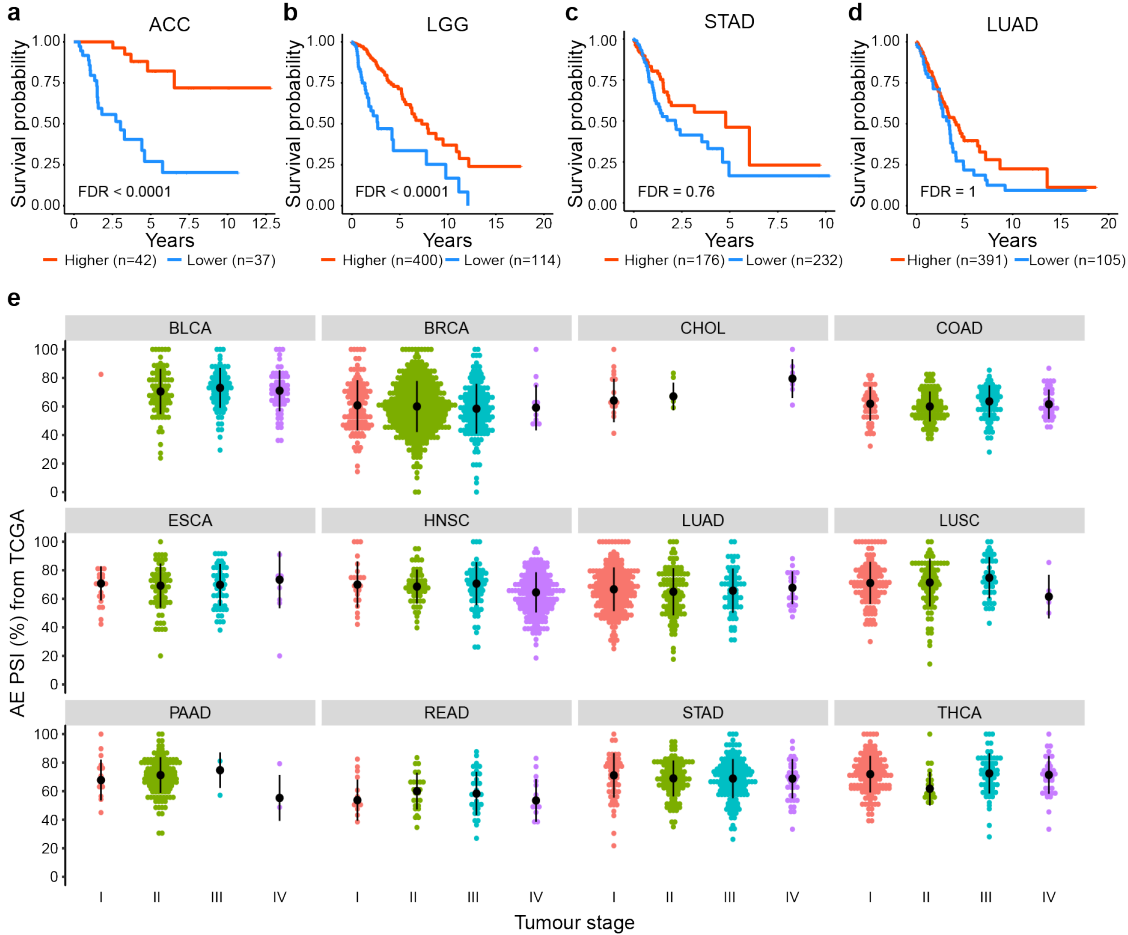 a
ACC
Survival probability
1.00
0.75
0.50
0.25
0.00
FDR < 0.0001
0 2.5 5 7.5 10 12.5
Years
Higher (n=42) Lower (n=37)
b
LGG
Survival probability
1.00
0.75
0.50
0.25
0.00
FDR < 0.0001
0 5 10 15 20
Years
Higher (n=400) Lower (n=114)
c
STAD
Survival probability
1.00
0.75
0.50
0.25
0.00
FDR = 0.76
0 2.5 5 7.5 10
Years
Higher (n=176) Lower (n=232)
d
LUAD
Survival probability
1.00
0.75
0.50
0.25
0.00
FDR = 1
0 5 10 15 20
Years
Higher (n=391) Lower (n=105)
e
AE PSI (%) from TCGA
BLCA BRCA CHOL COAD
100
80
60
40
20
0
ESCA HNSC LUAD LUSC
100
80
60
40
20
0
PAAD READ STAD THCA
100
80
60
40
20
0
I II III IV I II III IV I II III IV I II III IV
Tumour stage